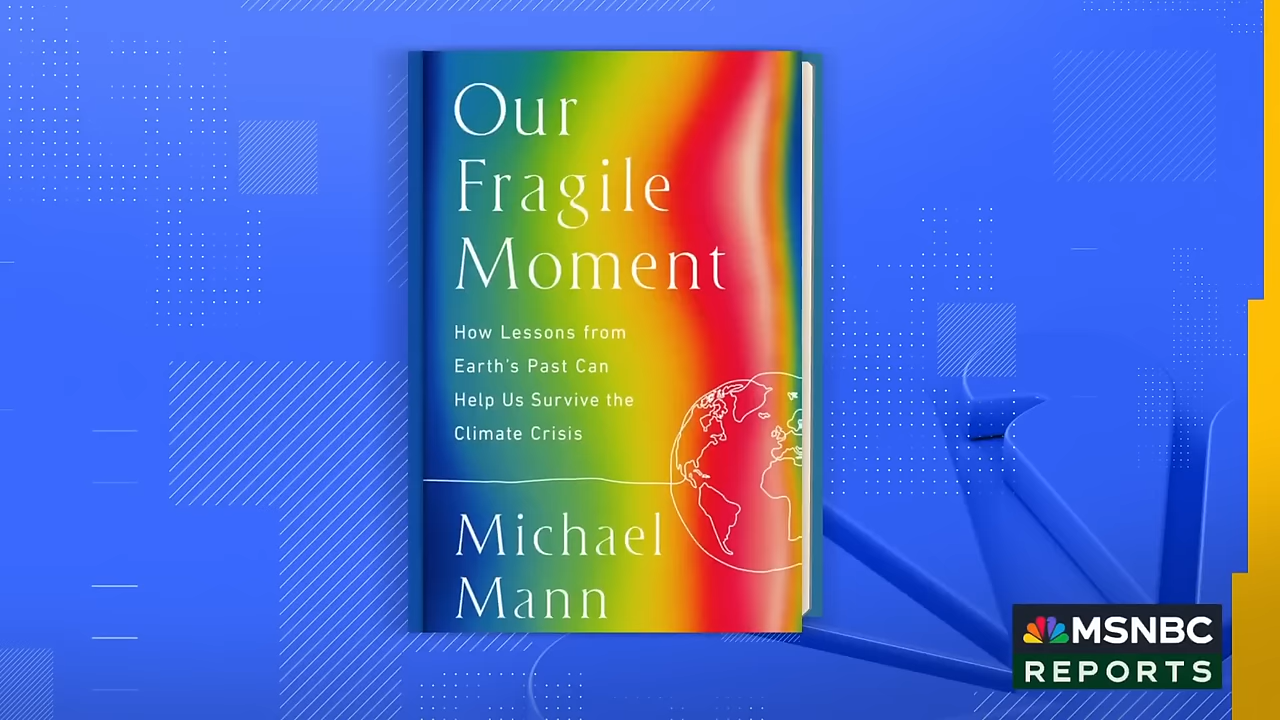 Our
Fragile
Moment
How Lessons from
Earth's Past Can
Help Us Survive the
Climate Crisis
Michael
Mann
MSNBC
REPORTS